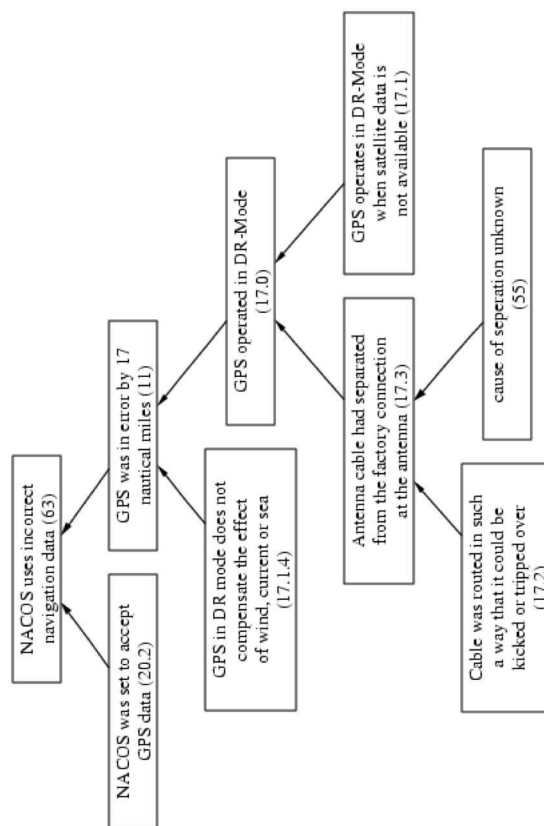 NACOS uses incorrect
navigation data (63)
NACOS was set to accept
GPS data (20.2)
GPS was in error by 17
nautical miles (11)
GPS in DR mode does not
compensate the effect
of wind, current or sea
(17.1.4)
GPS operated in DR-Mode
(17.0)
Antenna cable had separated
from the factory connection
at the antenna (17.3)
GPS operates in DR-Mode
when satellite data is
not available (17.1)
Cable was routed in such
a way that it could be
kicked or tripped over
(17.2)
cause of seperation unknown
(55)